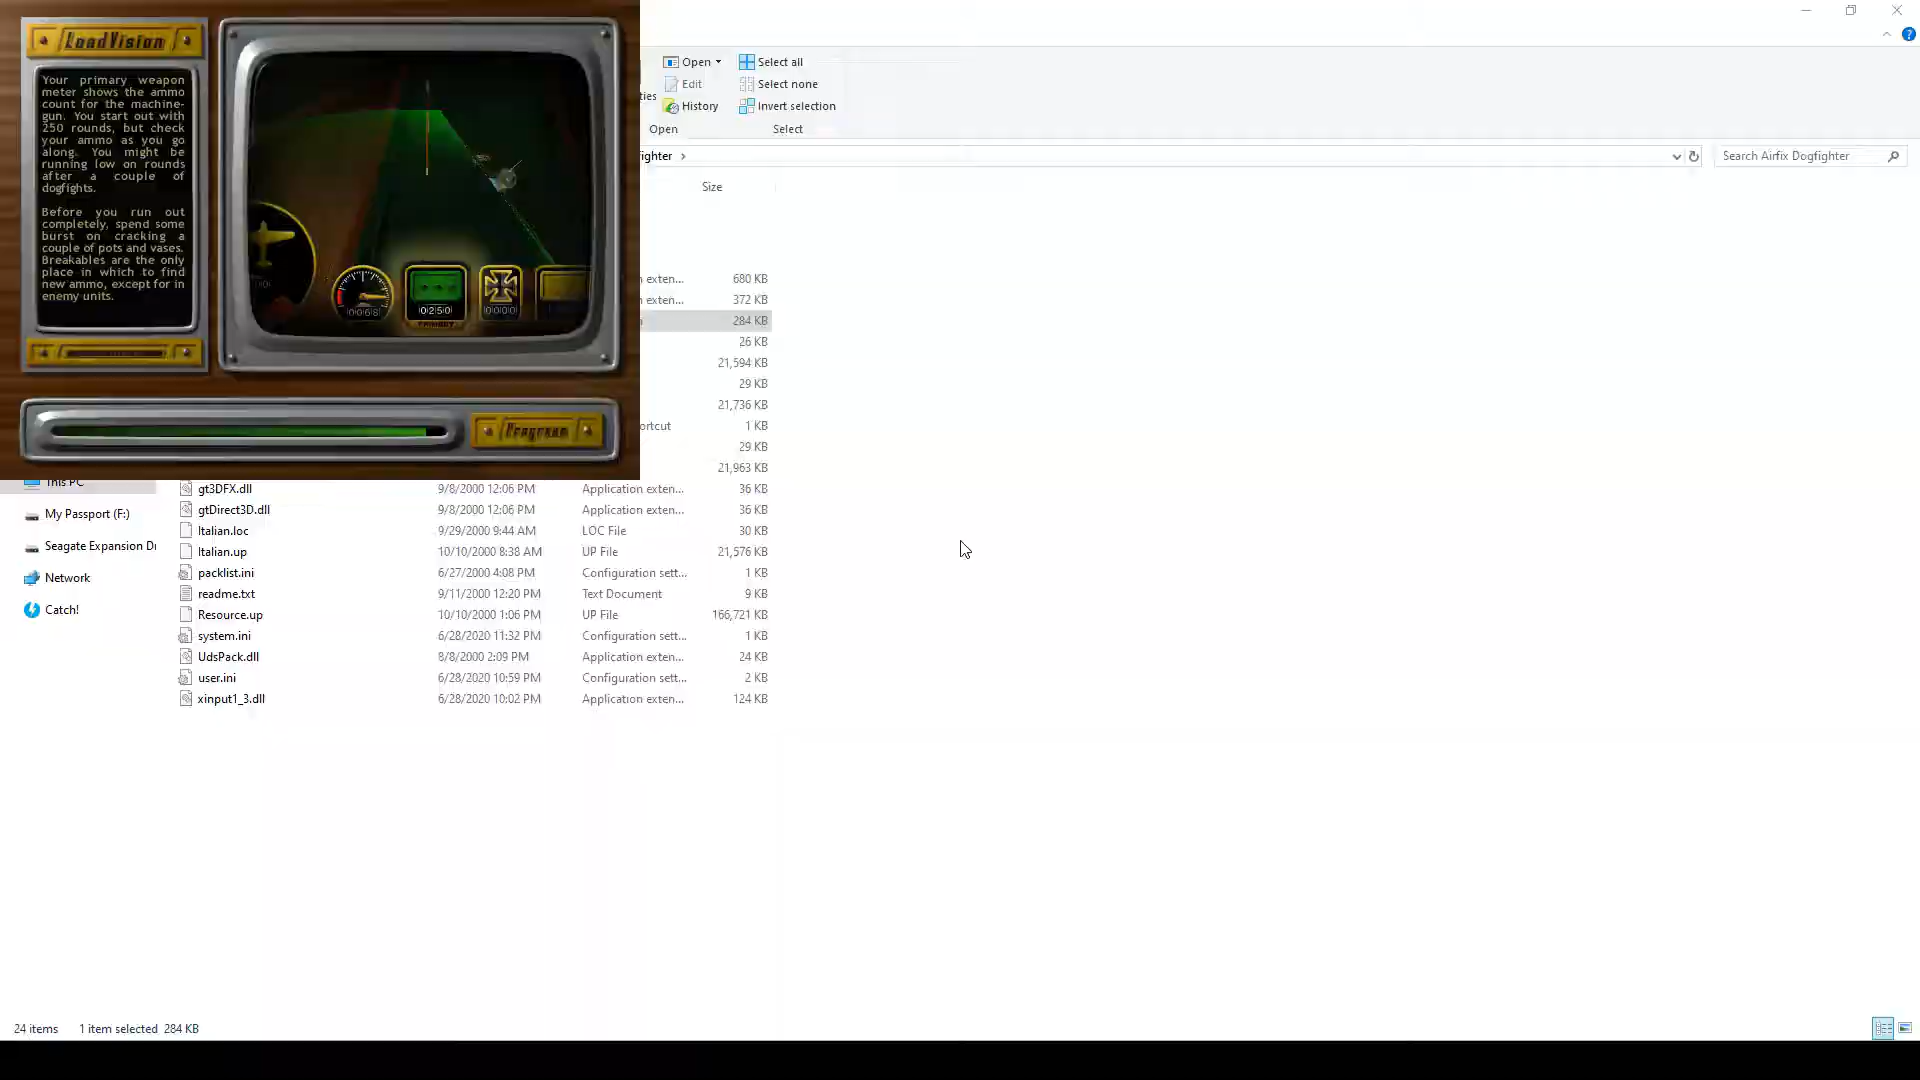 LoadVision
Your primary weapon
meter shows the ammo
count for the machine-
gun. You start out with
250 rounds, but check
your ammo as you go
along. You might be
running low on rounds
after a couple of
dogfights.
Before you run out
completely, spend some
burst on cracking a
couple of pots and vases.
Breakables are the only
place in which to find
new ammo, except for in
enemy units.
0068
0250
0000
PRIMARY
Progress
Open
Edit
History
Open
Select all
Select none
Invert selection
Select
ties
?
ighter >
Search Airfix Dogfighter
Size
n exten... 680 KB
n exten... 372 KB
284 KB
26 KB
21,594 KB
29 KB
21,736 KB
ortcut 1 KB
29 KB
21,963 KB
This PC
My Passport (F:)
Seagate Expansion Dr
Network
Catch!
gt3DFX.dll 9/8/2000 12:06 PM Application exten... 36 KB
gtDirect3D.dll 9/8/2000 12:06 PM Application exten... 36 KB
Italian.loc 9/29/2000 9:44 AM LOC File 30 KB
Italian.up 10/10/2000 8:38 AM UP File 21,576 KB
packlist.ini 6/27/2000 4:08 PM Configuration sett... 1 KB
readme.txt 9/11/2000 12:20 PM Text Document 9 KB
Resource.up 10/10/2000 1:06 PM UP File 166,721 KB
system.ini 6/28/2020 11:32 PM Configuration sett... 1 KB
UdsPack.dll 8/8/2000 2:09 PM Application exten... 24 KB
user.ini 6/28/2020 10:59 PM Configuration sett... 2 KB
xinput1_3.dll 6/28/2020 10:02 PM Application exten... 124 KB
24 items 1 item selected 284 KB